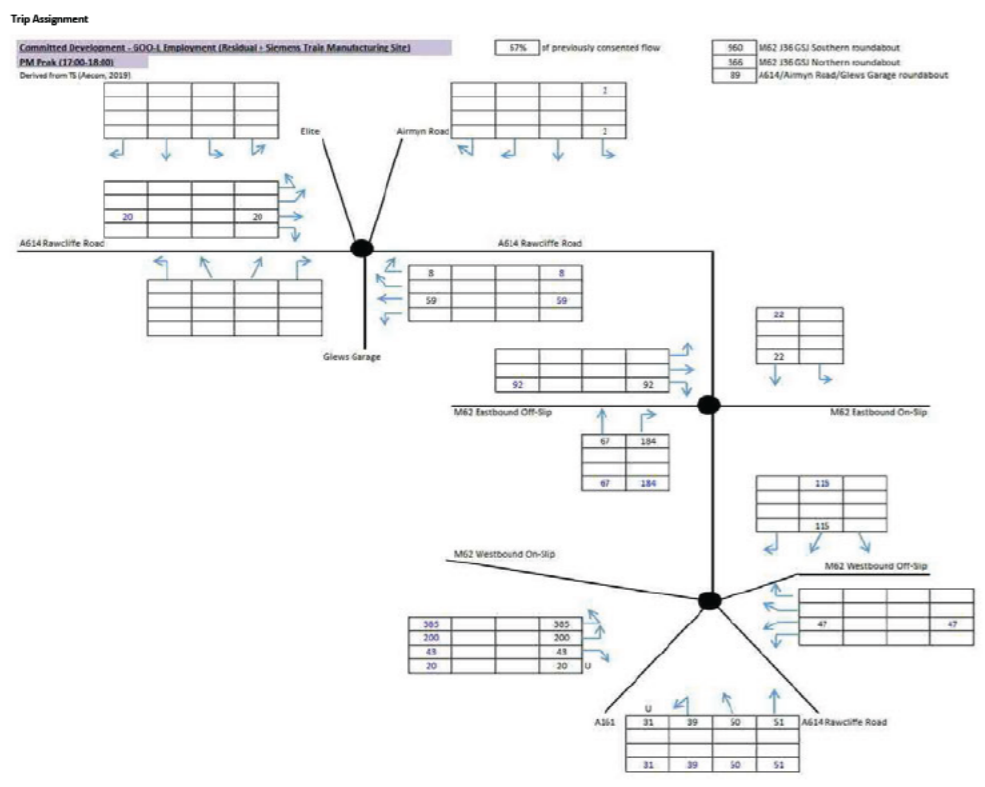 Trip Assignment
Committed Development - GOO-L Employment (Residual + Siemens Train Manufacturing Site)
PM Peak (17:00-18:00)
Derived from TS (Aecom, 2019)
57% of previously consented flow
960 M62 J36 GSJ Southern roundabout
366 M62 J36 GSJ Northern roundabout
89 A614/Airmyn Road/Glews Garage roundabout
1
Elite
Airmyn Road
1
20 20
A614 Rawcliffe Road
A614 Rawcliffe Road
8 8
59 59
Glews Garage
22
22
92 92
M62 Eastbound Off-Slip
M62 Eastbound On-Slip
67 184
67 184
115
115
M62 Westbound On-Slip
M62 Westbound Off-Slip
47 47
385 385
200 200
43 43
20 20 U
U
A161
31 39 50 51
A614 Rawcliffe Road
31 39 50 51